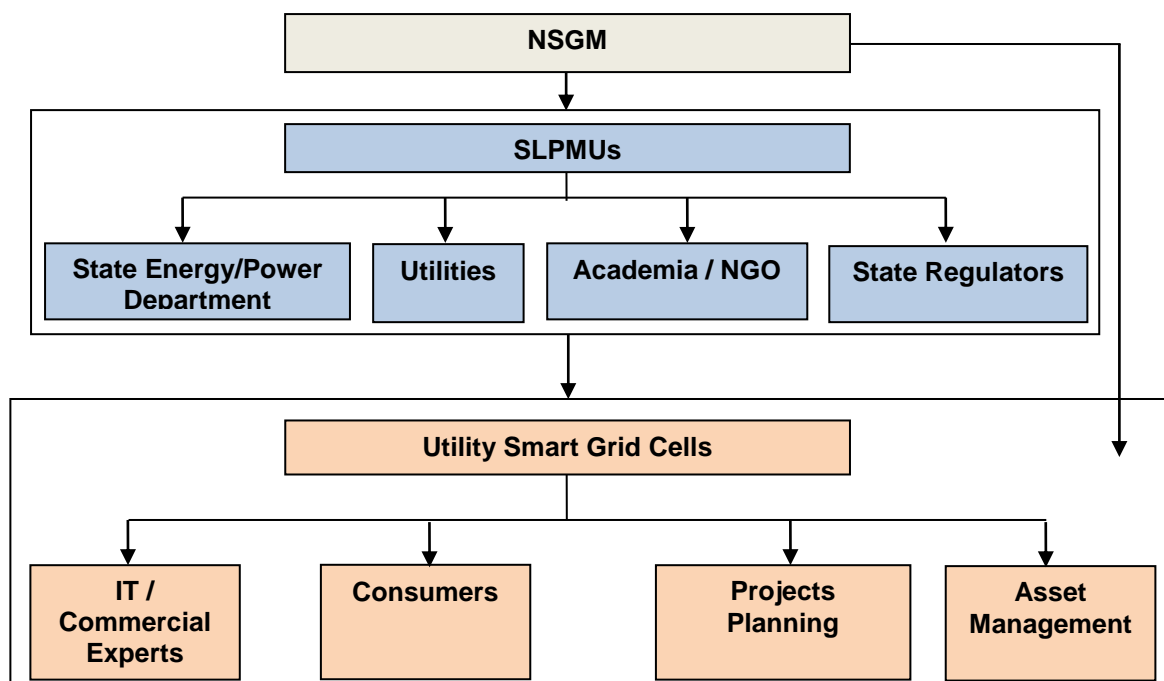 NSGM
SLPMUs
State Energy/Power
Department
Utilities
Academia / NGO
State Regulators
Utility Smart Grid Cells
IT /
Commercial
Experts
Consumers
Projects
Planning
Asset
Management